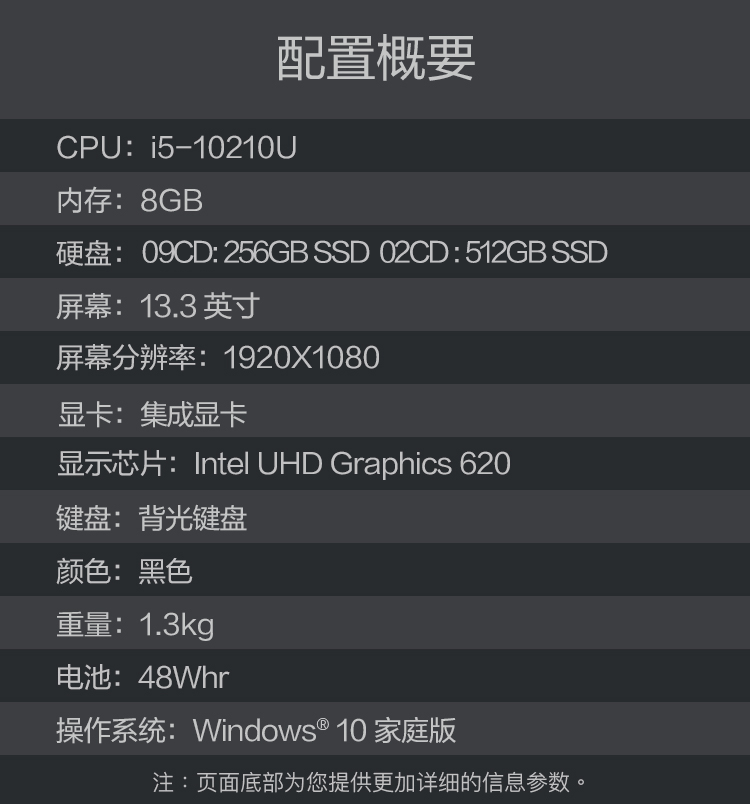 配置概要
CPU：i5-10210U
内存：8GB
硬盘：09CD: 256GB SSD 02CD : 512GB SSD
屏幕：13.3 英寸
屏幕分辨率：1920X1080
显卡：集成显卡
显示芯片：Intel UHD Graphics 620
键盘：背光键盘
颜色：黑色
重量：1.3kg
电池：48Whr
操作系统：Windows® 10 家庭版
注：页面底部为您提供更加详细的信息参数。